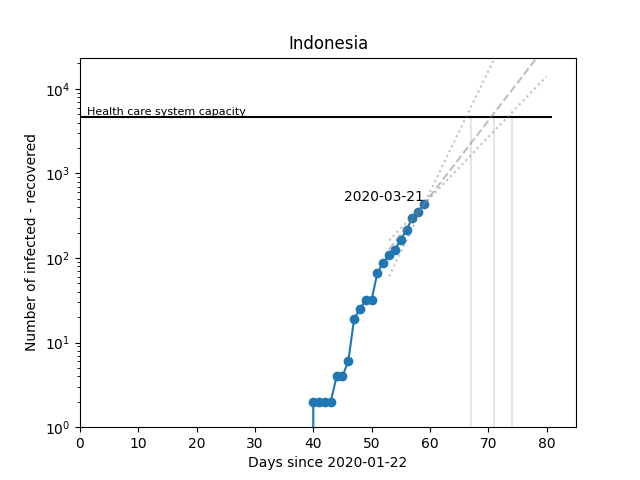 Indonesia
Number of infected - recovered
10^4
10^3
10^2
10^1
10^0
Health care system capacity
2020-03-21
0 10 20 30 40 50 60 70 80
Days since 2020-01-22